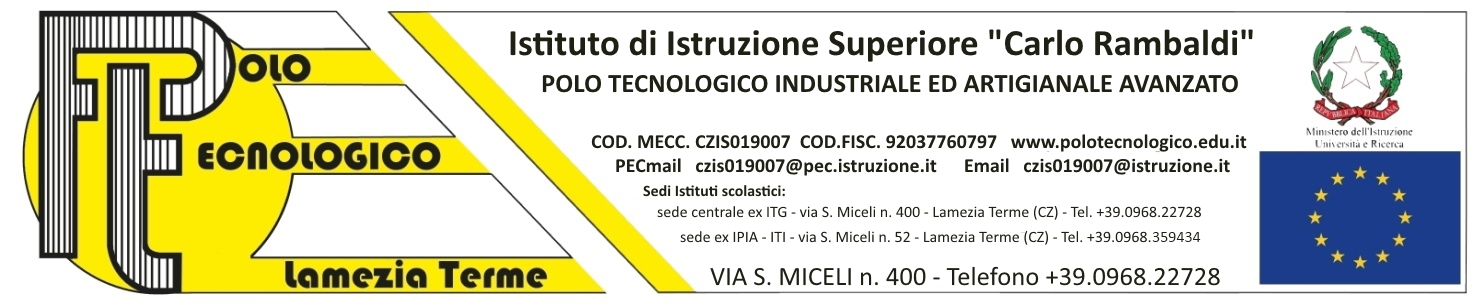 POLO
TECNOLOGICO
Lamezia Terme
Istituto di Istruzione Superiore "Carlo Rambaldi"
POLO TECNOLOGICO INDUSTRIALE ED ARTIGIANALE AVANZATO
COD. MECC. CZIS019007 COD.FISC. 92037760797 www.polotecnologico.edu.it
PECmail czis019007@pec.istruzione.it Email czis019007@istruzione.it
Sedi Istituti scolastici:
sede centrale ex ITG - via S. Miceli n. 400 - Lamezia Terme (CZ) - Tel. +39.0968.22728
sede ex IPIA - ITI - via S. Miceli n. 52 - Lamezia Terme (CZ) - Tel. +39.0968.359434
VIA S. MICELI n. 400 - Telefono +39.0968.22728
REPVBBLICA ITALIANA
Ministero dell'Istruzione
Università e Ricerca